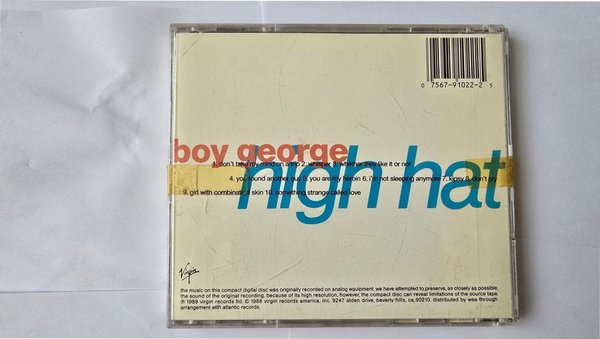 0 7567-91022-2 5
boy george
high hat
1. don't take my mind on a trip 2. whisper 3. whether they like it or not
4. you found another guy 5. you are my heroin 6. i'm not sleeping anymore 7. kipsy 8. don't cry
9. girl with combination skin 10. something strange called love
Virgin
the music on this compact digital disc was originally recorded on analog equipment. we have attempted to preserve, as closely as possible,
the sound of the original recording. because of its high resolution, however, the compact disc can reveal limitations of the source tape.
℗ 1989 virgin records ltd. © 1988 virgin records america, inc. 9247 alden drive, beverly hills, ca. 90210. distributed by wea through
arrangement with atlantic records.